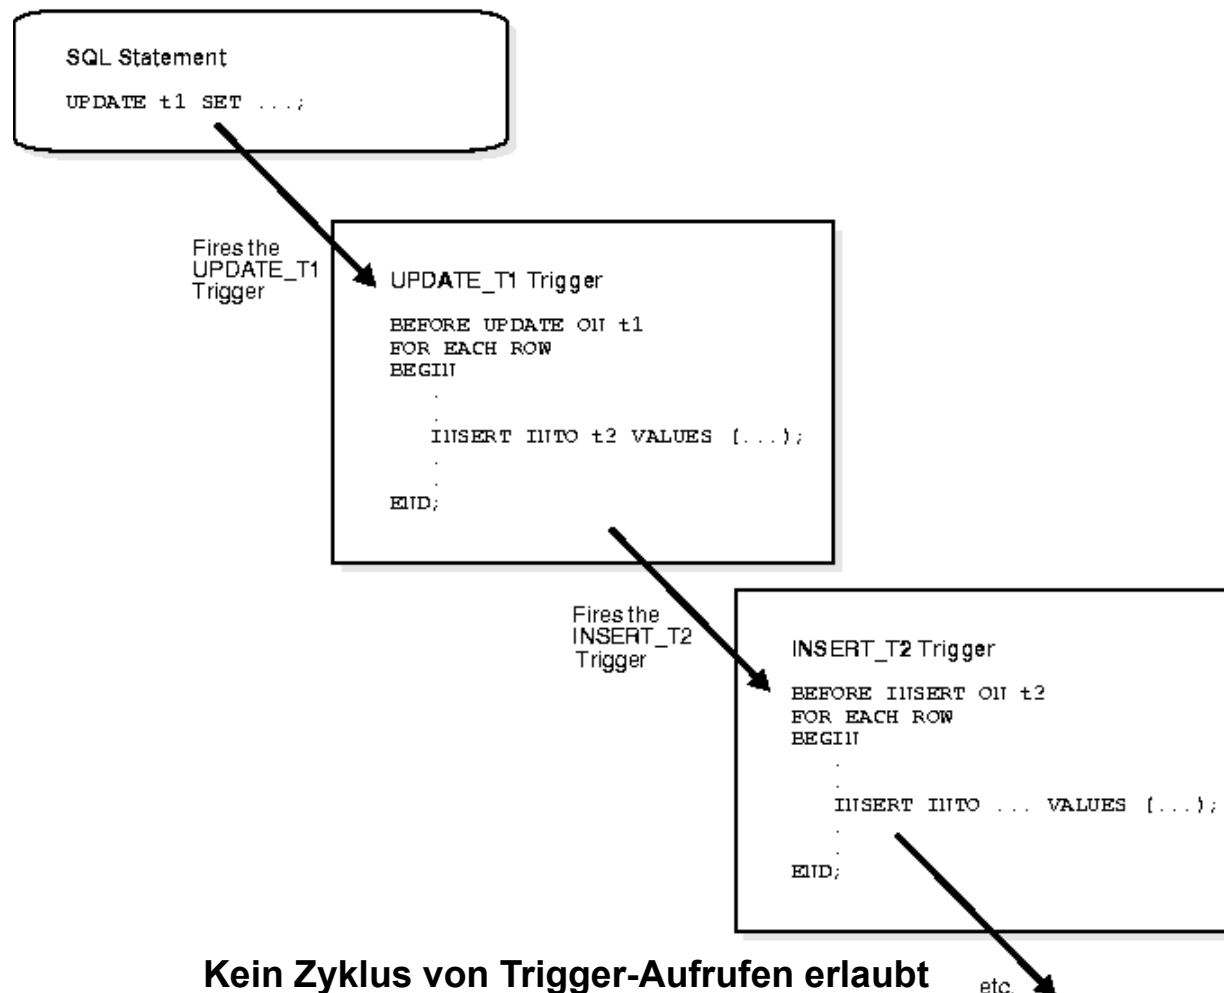 SQL Statement
UPDATE t1 SET ...;
Fires the
UPDATE_T1
Trigger
UPDATE_T1 Trigger
BEFORE UPDATE ON t1
FOR EACH ROW
BEGIN
.
.
INSERT INTO t2 VALUES (...);
.
.
END;
Fires the
INSERT_T2
Trigger
INSERT_T2 Trigger
BEFORE INSERT ON t2
FOR EACH ROW
BEGIN
.
.
INSERT INTO ... VALUES (...);
.
.
END;
etc.
Kein Zyklus von Trigger-Aufrufen erlaubt